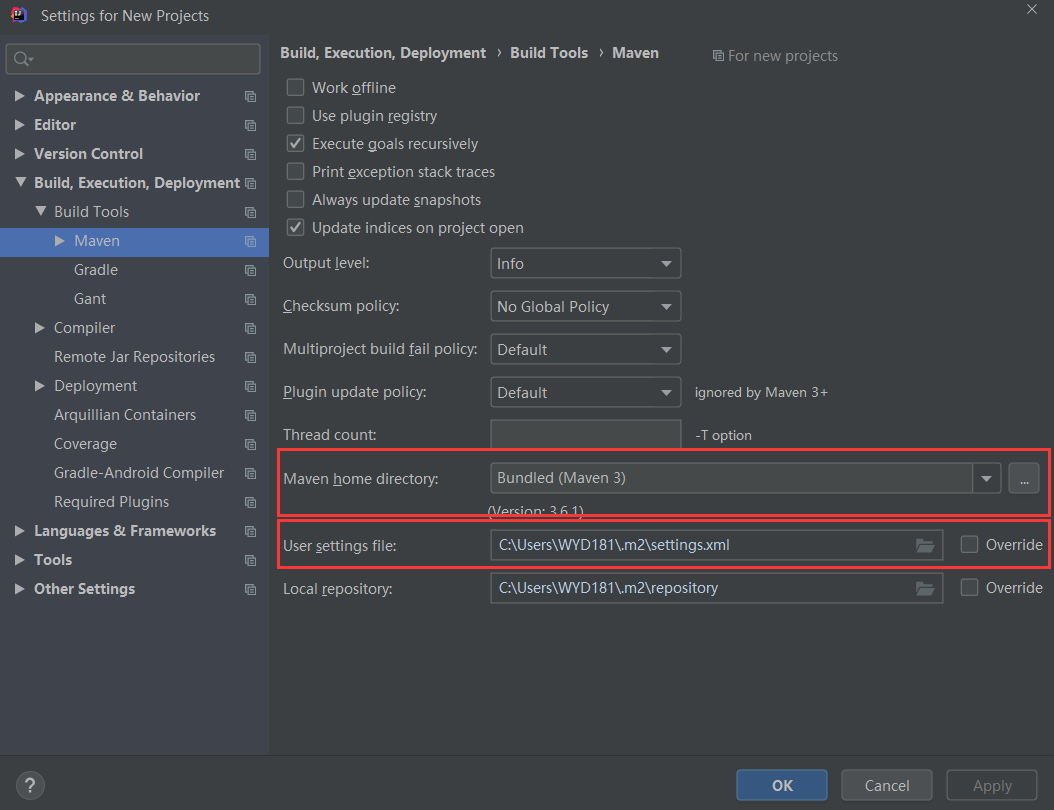 Settings for New Projects
Appearance & Behavior
Editor
Version Control
Build, Execution, Deployment
Build Tools
Maven
Gradle
Gant
Compiler
Remote Jar Repositories
Deployment
Arquillian Containers
Coverage
Gradle-Android Compiler
Required Plugins
Languages & Frameworks
Tools
Other Settings
Build, Execution, Deployment › Build Tools › Maven For new projects
Work offline
Use plugin registry
Execute goals recursively
Print exception stack traces
Always update snapshots
Update indices on project open
Output level: Info
Checksum policy: No Global Policy
Multiproject build fail policy: Default
Plugin update policy: Default ignored by Maven 3+
Thread count: -T option
Maven home directory: Bundled (Maven 3) ...
(Version: 3.6.1)
User settings file: C:\Users\WYD181\.m2\settings.xml Override
Local repository: C:\Users\WYD181\.m2\repository Override
? OK Cancel Apply